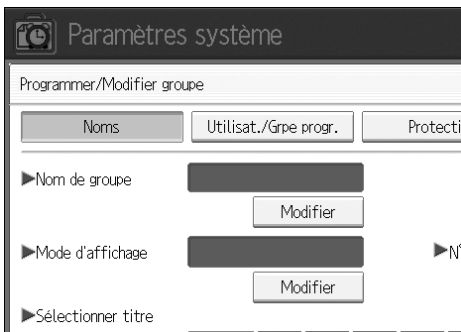 Paramètres système
Programmer/Modifier groupe
Noms Utilisat./Grpe progr. Protecti
▶Nom de groupe
Modifier
▶Mode d'affichage ▶N°
Modifier
▶Sélectionner titre